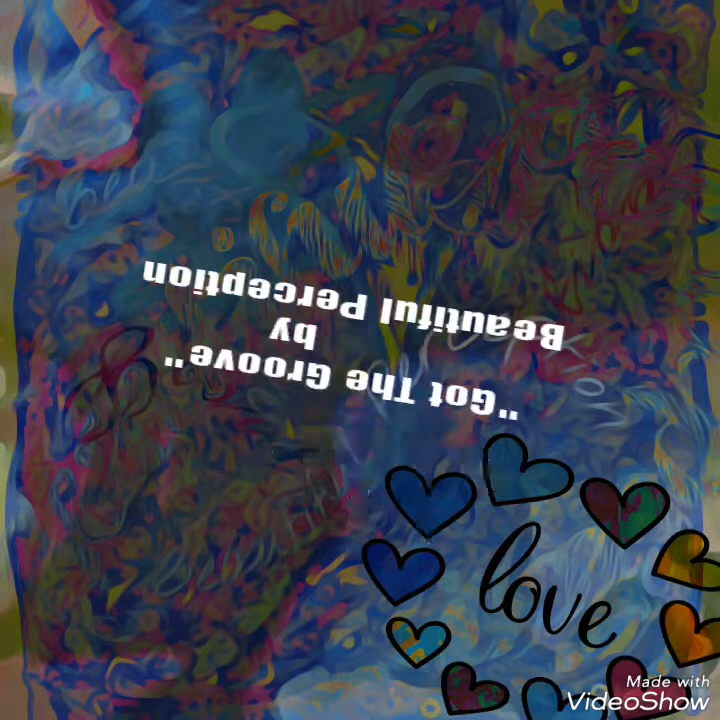 "Got The Groove"
by
Beautiful Perception
love
Made with
VideoShow